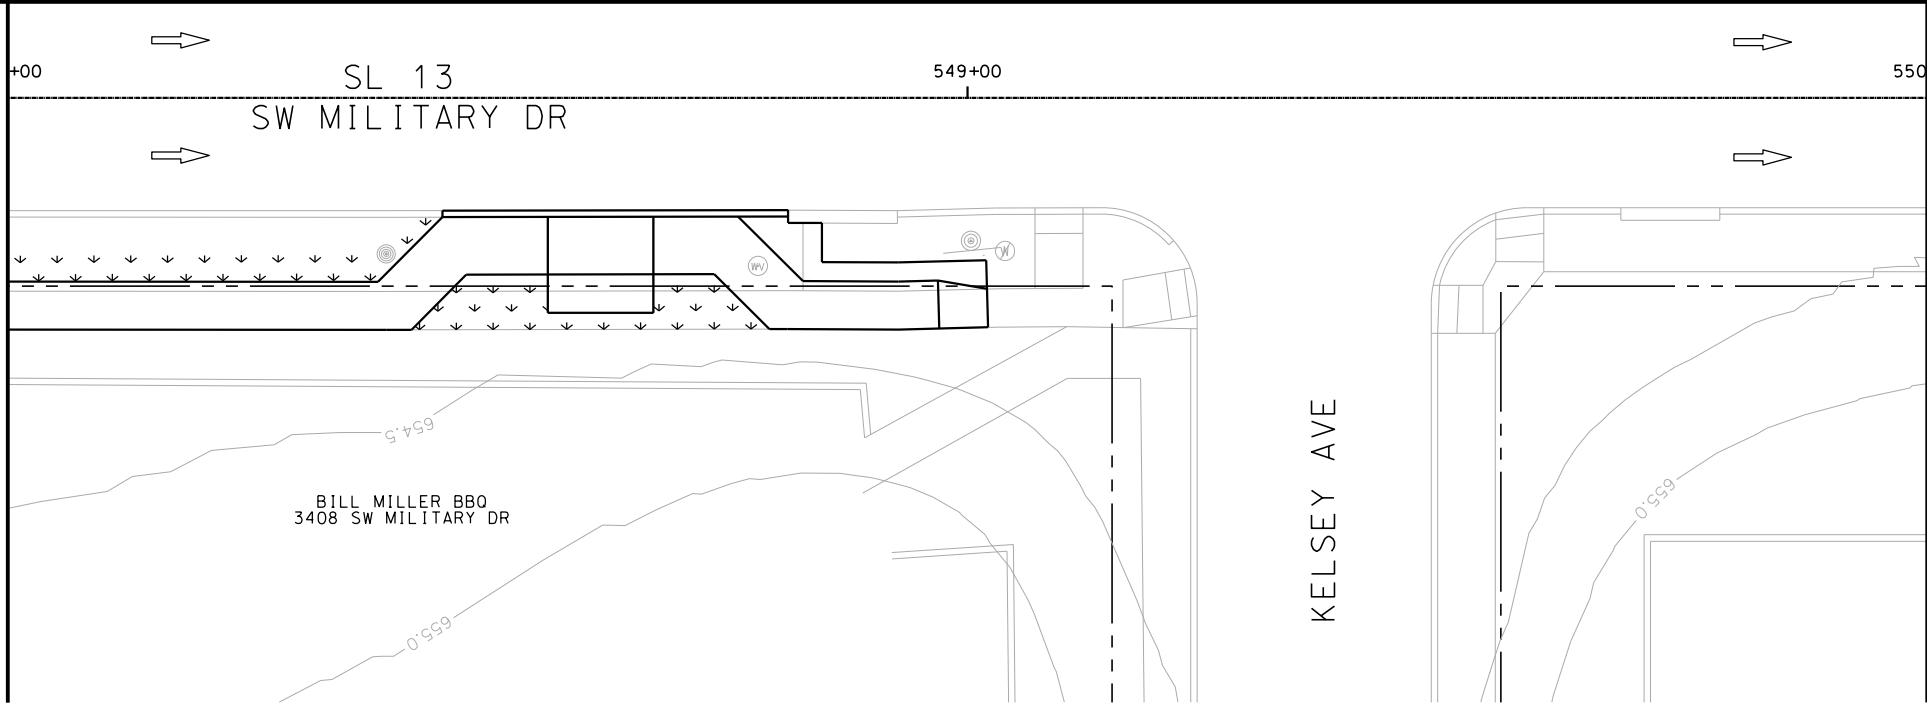 +00
SL 13
549+00
550
SW MILITARY DR
WV
W
654.5
BILL MILLER BBQ
3408 SW MILITARY DR
KELSEY AVE
655.0
655.0